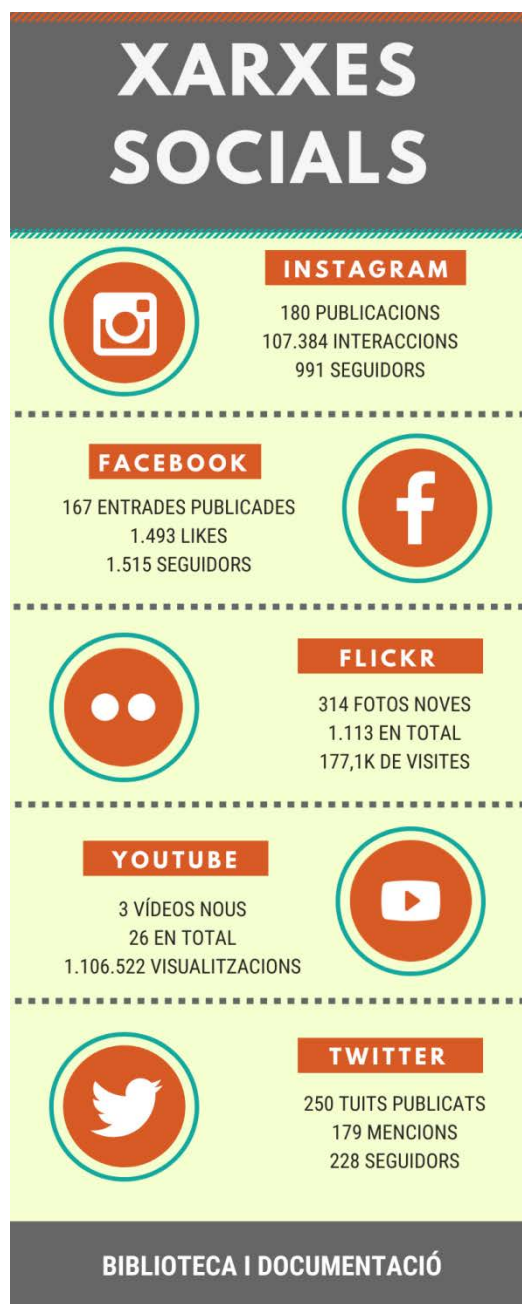 XARXES
SOCIALS
INSTAGRAM
180 PUBLICACIONS
107.384 INTERACCIONS
991 SEGUIDORS
FACEBOOK
167 ENTRADES PUBLICADES
1.493 LIKES
1.515 SEGUIDORS
FLICKR
314 FOTOS NOVES
1.113 EN TOTAL
177,1K DE VISITES
YOUTUBE
3 VÍDEOS NOUS
26 EN TOTAL
1.106.522 VISUALITZACIONS
TWITTER
250 TUITS PUBLICATS
179 MENCIONS
228 SEGUIDORS
BIBLIOTECA I DOCUMENTACIÓ